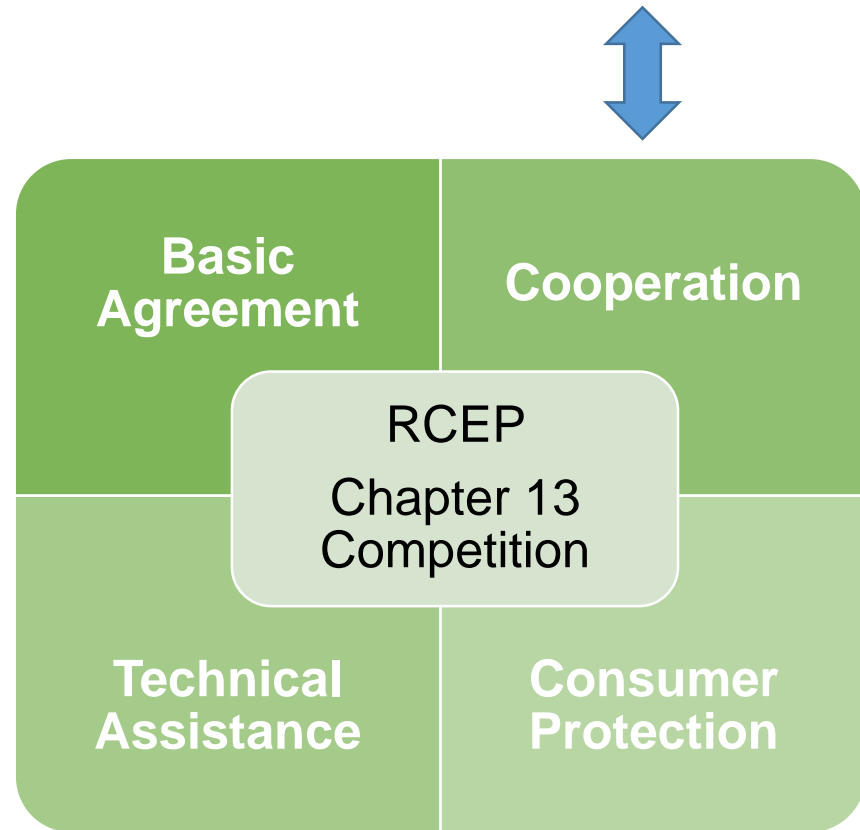 Basic
Agreement
Cooperation
RCEP
Chapter 13
Competition
Technical
Assistance
Consumer
Protection